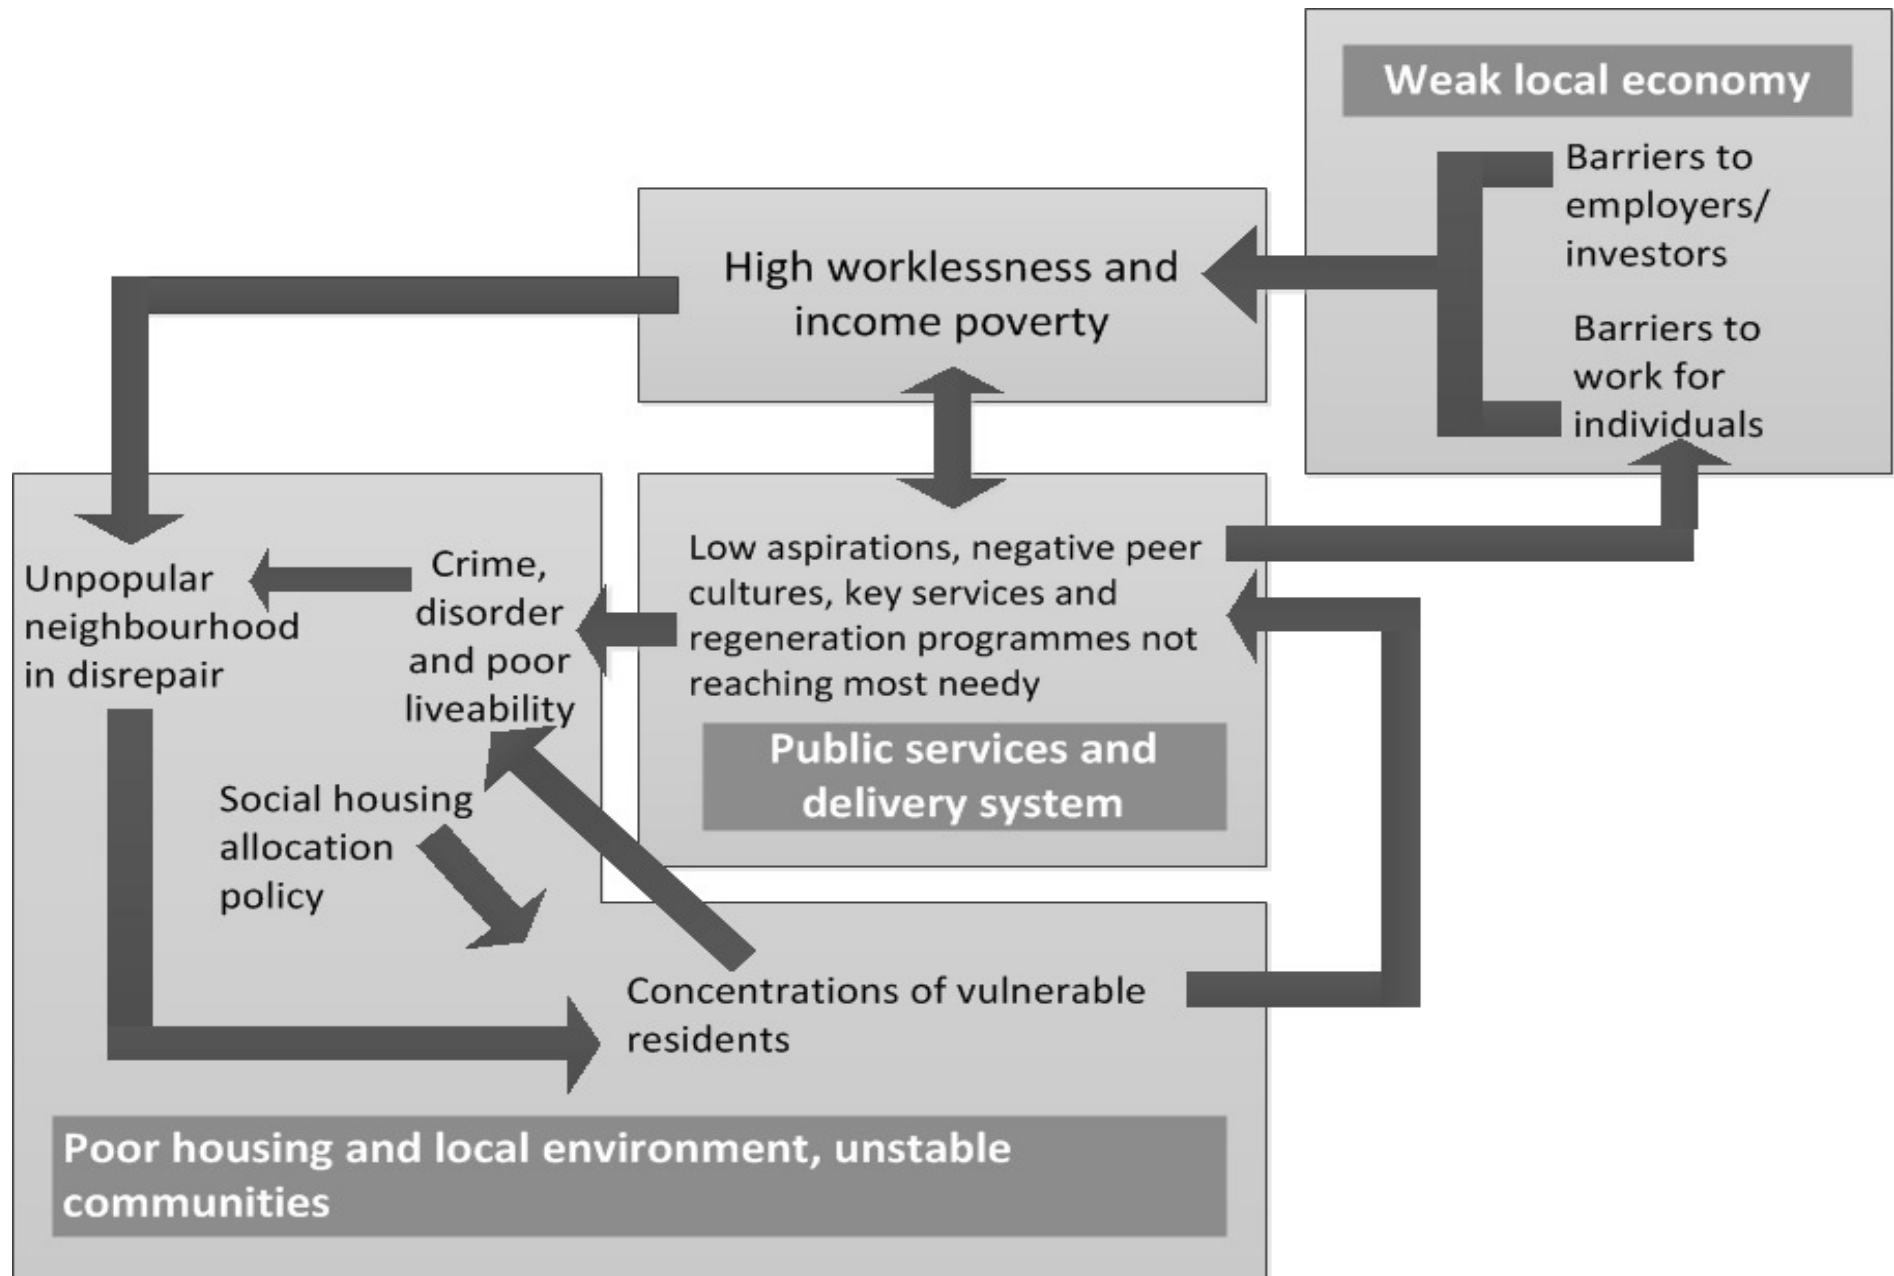 Weak local economy
Barriers to
employers/
investors
Barriers to
work for
individuals
High worklessness and
income poverty
Low aspirations, negative peer
cultures, key services and
regeneration programmes not
reaching most needy
Public services and
delivery system
Crime,
disorder
and poor
liveability
Unpopular
neighbourhood
in disrepair
Social housing
allocation
policy
Concentrations of vulnerable
residents
Poor housing and local environment, unstable
communities